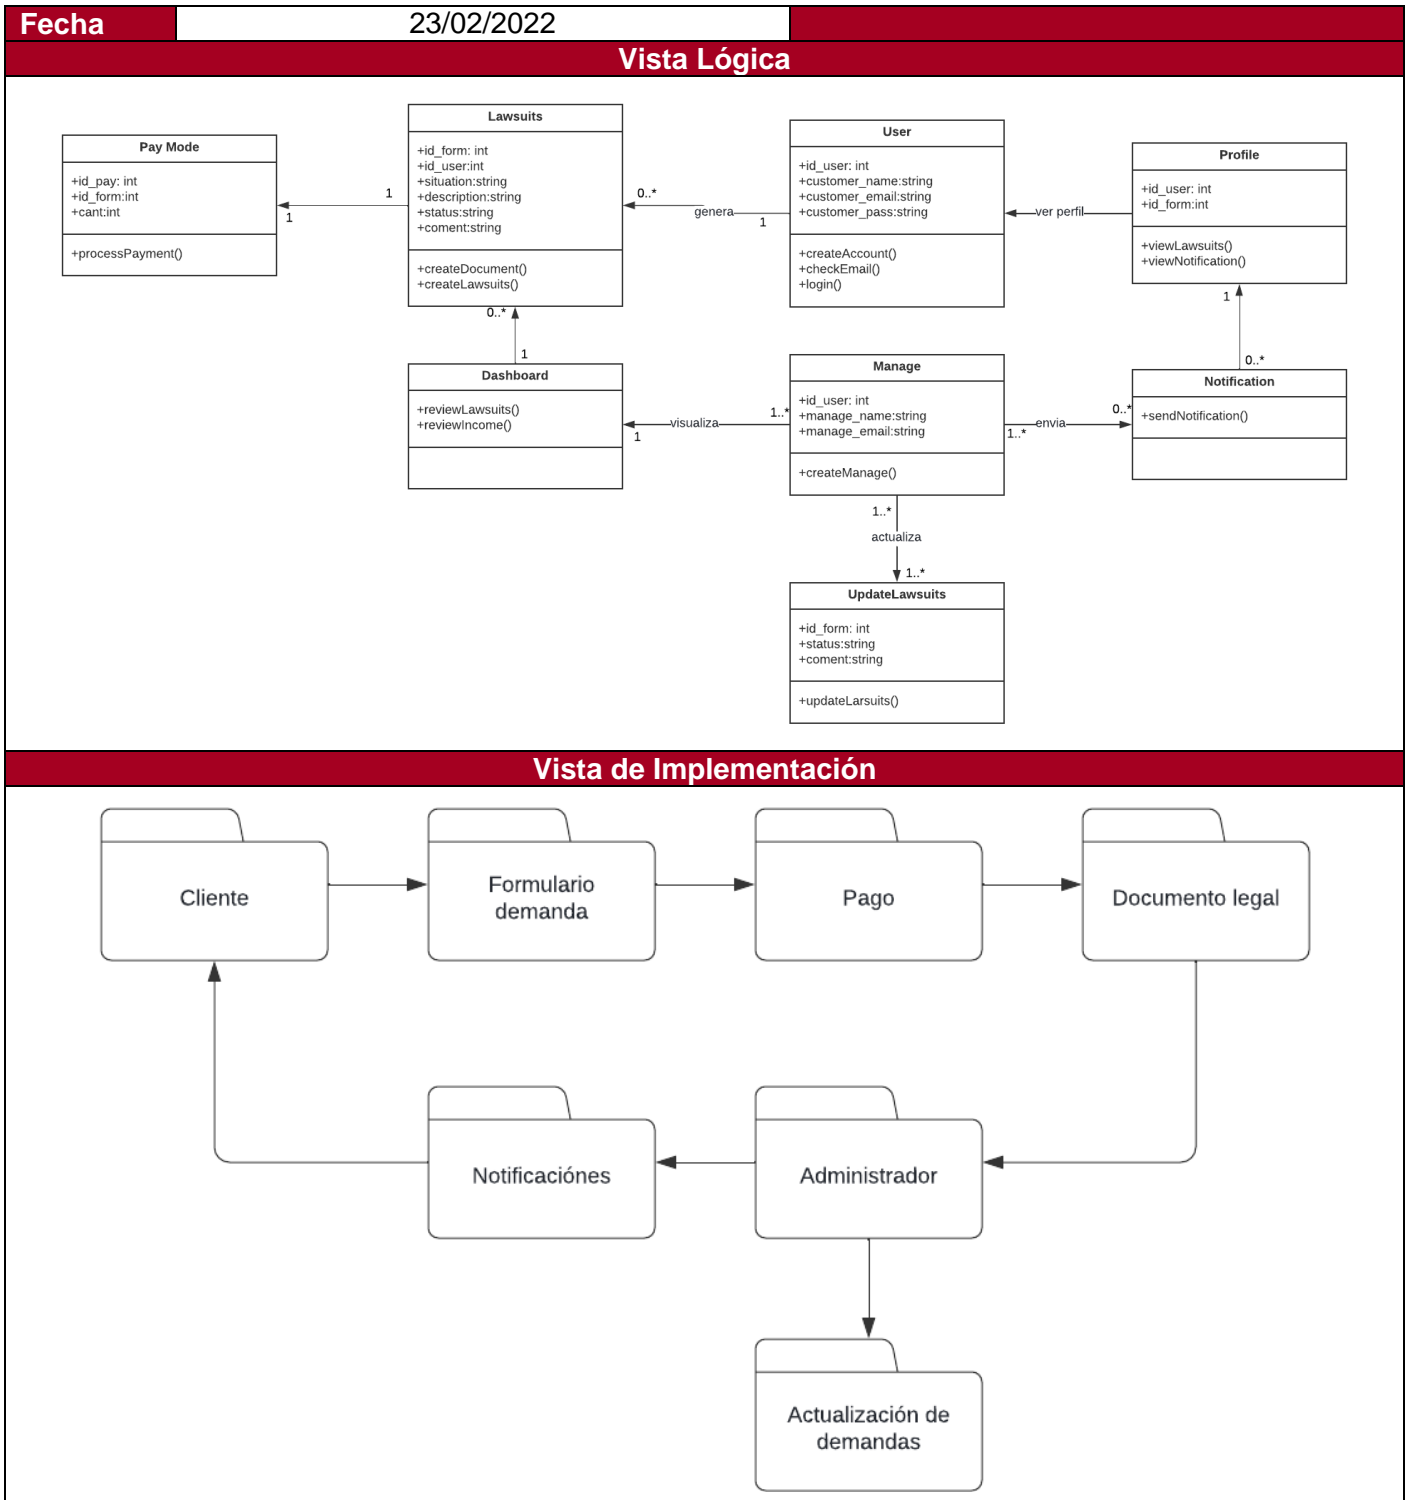 Fecha 23/02/2022
Vista Lógica
Pay Mode
+id_pay: int
+id_form:int
+cant:int
+processPayment()
1
1
Lawsuits
+id_form: int
+id_user:int
+situation:string
+description:string
+status:string
+coment:string
+createDocument()
+createLawsuits()
0..*
genera
1
User
+id_user: int
+customer_name:string
+customer_email:string
+customer_pass:string
+createAccount()
+checkEmail()
+login()
ver perfil
Profile
+id_user: int
+id_form:int
+viewLawsuits()
+viewNotification()
0..*
1
1
0..*
Dashboard
+reviewLawsuits()
+reviewIncome()
1
visualiza
1..*
Manage
+id_user: int
+manage_name:string
+manage_email:string
+createManage()
1..*
envia
0..*
Notification
+sendNotification()
1..*
actualiza
1..*
UpdateLawsuits
+id_form: int
+status:string
+coment:string
+updateLarsuits()
Vista de Implementación
Cliente
Formulario
demanda
Pago
Documento legal
Notificaciónes
Administrador
Actualización de
demandas